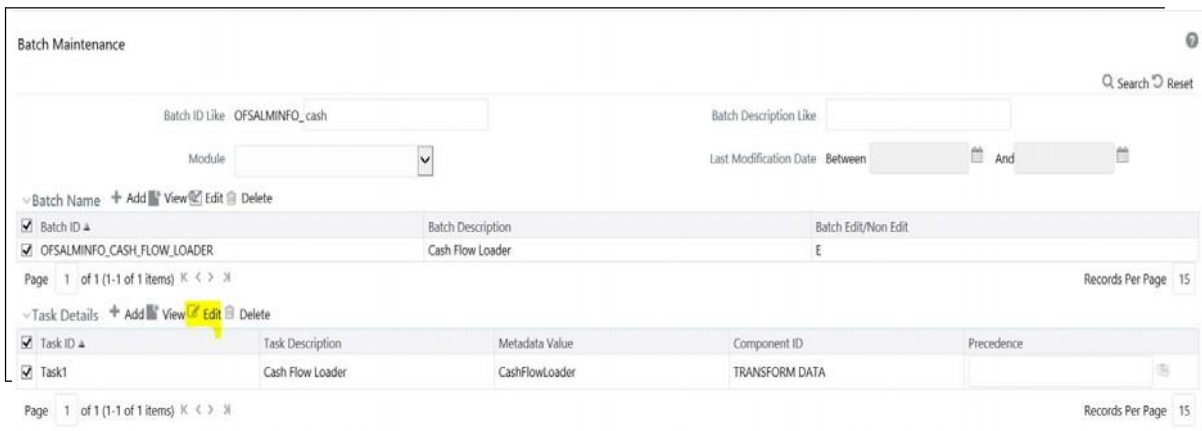 Batch Maintenance
Search Reset
Batch ID Like OFSALMINFO_ cash Batch Description Like
Module Last Modification Date Between And
Batch Name Add View Edit Delete
Batch ID Batch Description Batch Edit/Non Edit
OFSALMINFO_CASH_FLOW_LOADER Cash Flow Loader E
Page 1 of 1 (1-1 of 1 items) Records Per Page 15
Task Details Add View Edit Delete
Task ID Task Description Metadata Value Component ID Precedence
Task1 Cash Flow Loader CashFlowLoader TRANSFORM DATA
Page 1 of 1 (1-1 of 1 items) Records Per Page 15